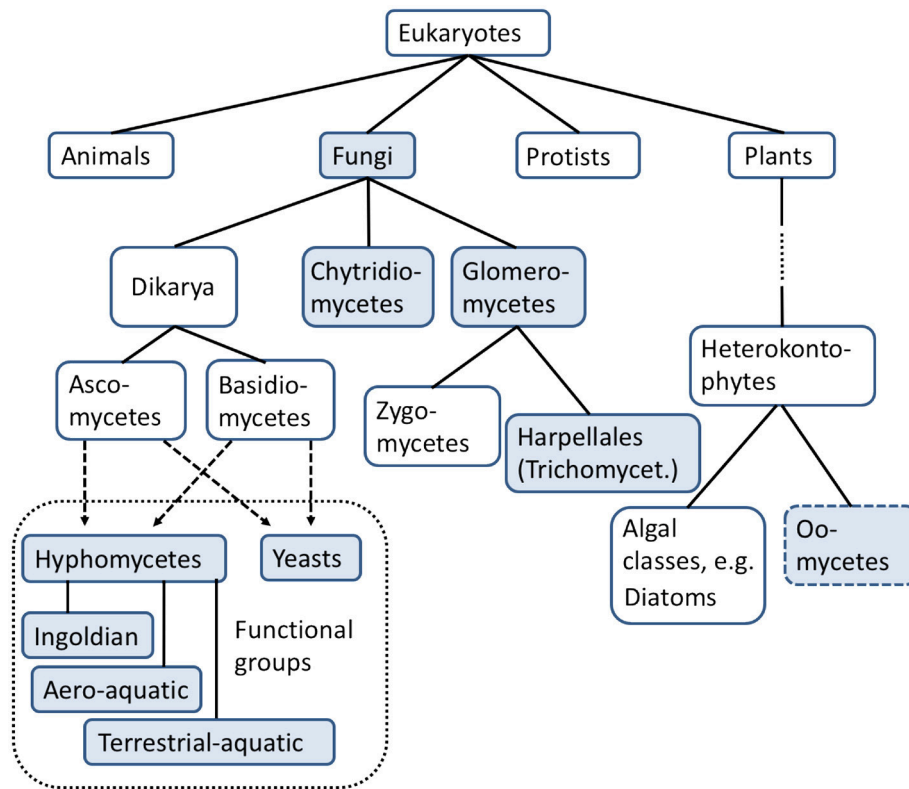 Eukaryotes
Animals
Fungi
Protists
Plants
Dikarya
Chytridio-
mycetes
Glomero-
mycetes
Heterokonto-
phytes
Asco-
mycetes
Basidio-
mycetes
Zygo-
mycetes
Harpellales
(Trichomycet.)
Algal
classes, e.g.
Diatoms
Oo-
mycetes
Hyphomycetes
Yeasts
Ingoldian
Functional
groups
Aero-aquatic
Terrestrial-aquatic